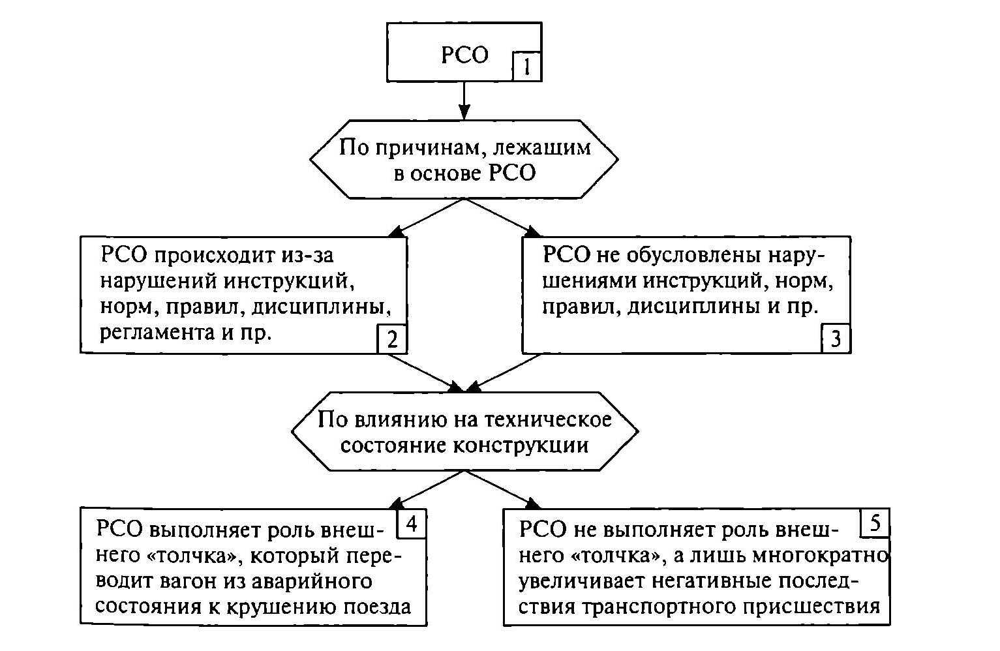 РСО
1
По причинам, лежащим
в основе РСО
РСО происходит из-за
нарушений инструкций,
норм, правил, дисциплины,
регламента и пр.
2
РСО не обусловлены нару-
шениями инструкций, норм,
правил, дисциплины и пр.
3
По влиянию на техническое
состояние конструкции
4
РСО выполняет роль внеш-
него «толчка», который пере-
водит вагон из аварийного
состояния к крушению поезда
5
РСО не выполняет роль внеш-
него «толчка», а лишь многократно
увеличивает негативные послед-
ствия транспортного присшествия